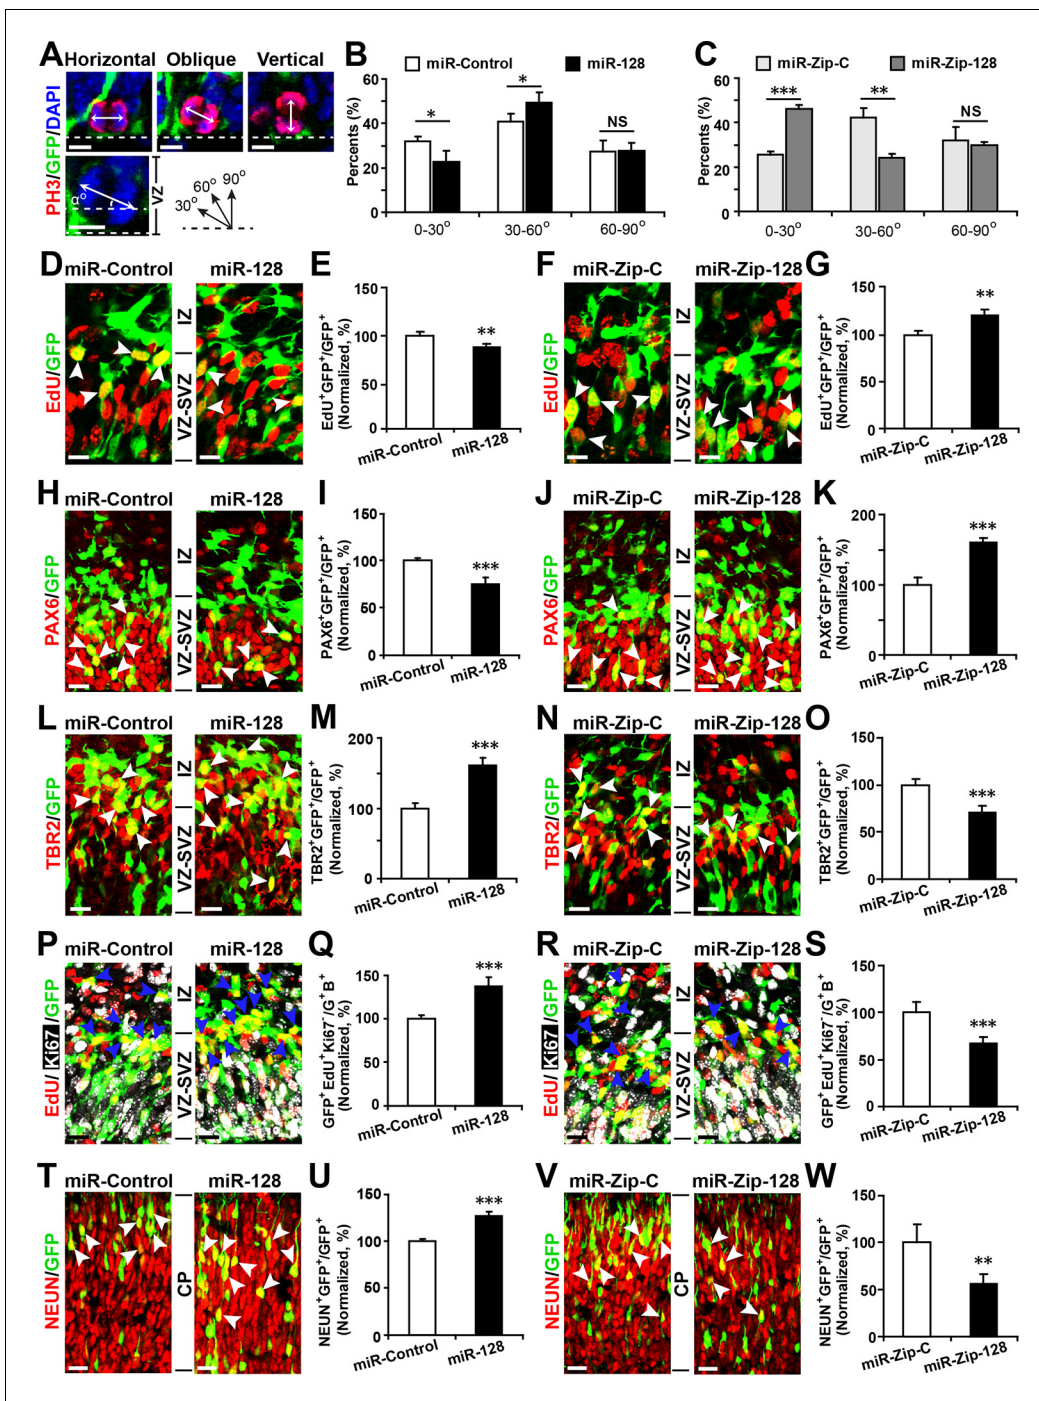 A
Horizontal Oblique Vertical
PH3/GFP/DAPI
α°
VZ
30° 60° 90°
B
miR-Control miR-128
Percents (%)
60
40
20
0
* * NS
0-30° 30-60° 60-90°
C
miR-Zip-C miR-Zip-128
Percents (%)
60
40
20
0
*** ** NS
0-30° 30-60° 60-90°
D
miR-Control miR-128
EdU/GFP
IZ
VZ-SVZ
E
EdU⁺GFP⁺/GFP⁺
(Normalized, %)
150
100
50
0
**
miR-Control miR-128
F
miR-Zip-C miR-Zip-128
EdU/GFP
IZ
VZ-SVZ
G
EdU⁺GFP⁺/GFP⁺
(Normalized, %)
150
100
50
0
**
miR-Zip-C miR-Zip-128
H
miR-Control miR-128
PAX6/GFP
IZ
VZ-SVZ
I
PAX6⁺GFP⁺/GFP⁺
(Normalized, %)
150
100
50
0
***
miR-Control miR-128
J
miR-Zip-C miR-Zip-128
PAX6/GFP
IZ
VZ-SVZ
K
PAX6⁺GFP⁺/GFP⁺
(Normalized, %)
200
100
0
***
miR-Zip-C miR-Zip-128
L
miR-Control miR-128
TBR2/GFP
IZ
VZ-SVZ
M
TBR2⁺GFP⁺/GFP⁺
(Normalized, %)
200
100
0
***
miR-Control miR-128
N
miR-Zip-C miR-Zip-128
TBR2/GFP
IZ
VZ-SVZ
O
TBR2⁺GFP⁺/GFP⁺
(Normalized, %)
150
100
50
0
***
miR-Zip-C miR-Zip-128
P
miR-Control miR-128
EdU/Ki67/GFP
IZ
VZ-SVZ
Q
GFP⁺EdU⁺Ki67⁻/G⁺B⁺
(Normalized, %)
150
100
50
0
***
miR-Control miR-128
R
miR-Zip-C miR-Zip-128
EdU/Ki67/GFP
IZ
VZ-SVZ
S
GFP⁺EdU⁺Ki67⁻/G⁺B⁺
(Normalized, %)
150
100
50
0
***
miR-Zip-C miR-Zip-128
T
miR-Control miR-128
NEUN/GFP
CP
U
NEUN⁺GFP⁺/GFP⁺
(Normalized, %)
150
100
50
0
***
miR-Control miR-128
V
miR-Zip-C miR-Zip-128
NEUN/GFP
CP
W
NEUN⁺GFP⁺/GFP⁺
(Normalized, %)
150
100
50
0
**
miR-Zip-C miR-Zip-128